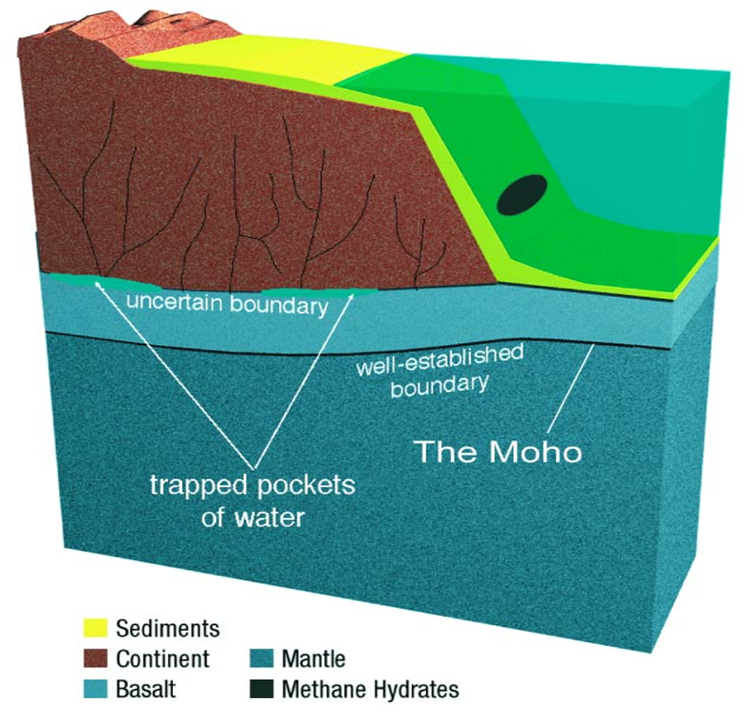 uncertain boundary
well-established
boundary
The Moho
trapped pockets
of water
Sediments
Continent
Basalt
Mantle
Methane Hydrates